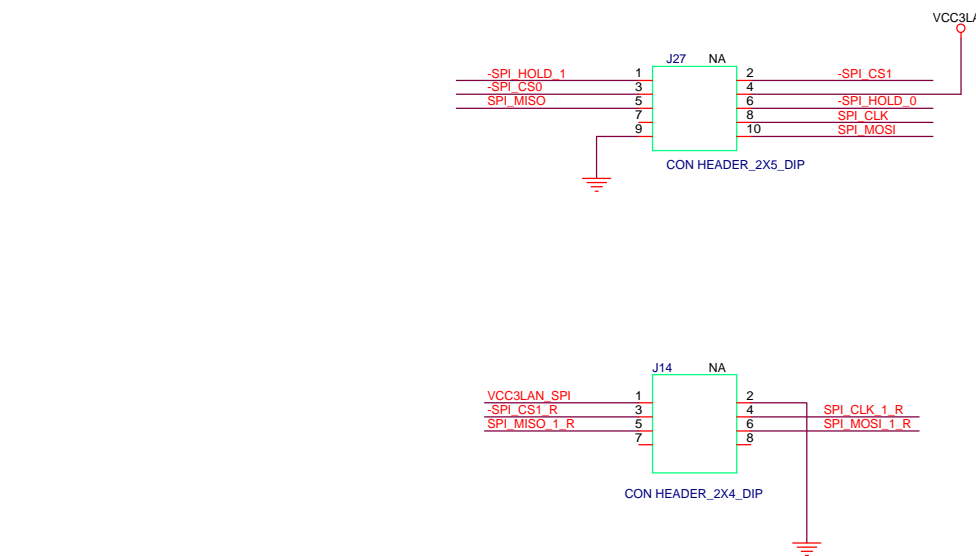 VCC3LA
J27 NA
-SPI_HOLD_1 1 2 -SPI_CS1
-SPI_CS0 3 4
SPI_MISO 5 6 -SPI_HOLD_0
7 8 SPI_CLK
9 10 SPI_MOSI
CON HEADER_2X5_DIP
J14 NA
VCC3LAN_SPI 1 2
-SPI_CS1_R 3 4 SPI_CLK_1_R
SPI_MISO_1_R 5 6 SPI_MOSI_1_R
7 8
CON HEADER_2X4_DIP